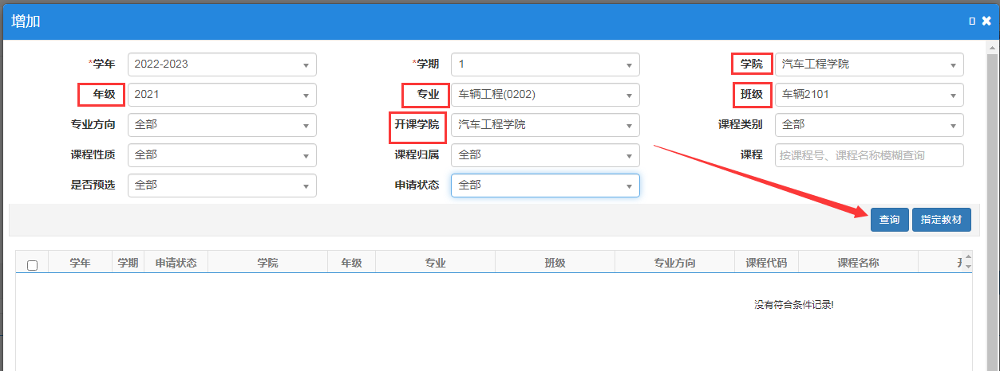 增加
*学年 2022-2023 *学期 1 学院 汽车工程学院
年级 2021 专业 车辆工程(0202) 班级 车辆2101
专业方向 全部 开课学院 汽车工程学院 课程类别 全部
课程性质 全部 课程归属 全部 课程 按课程号、课程名称模糊查询
是否预选 全部 申请状态 全部
查询 指定教材
学年 学期 申请状态 学院 年级 专业 班级 专业方向 课程代码 课程名称
没有符合条件记录!